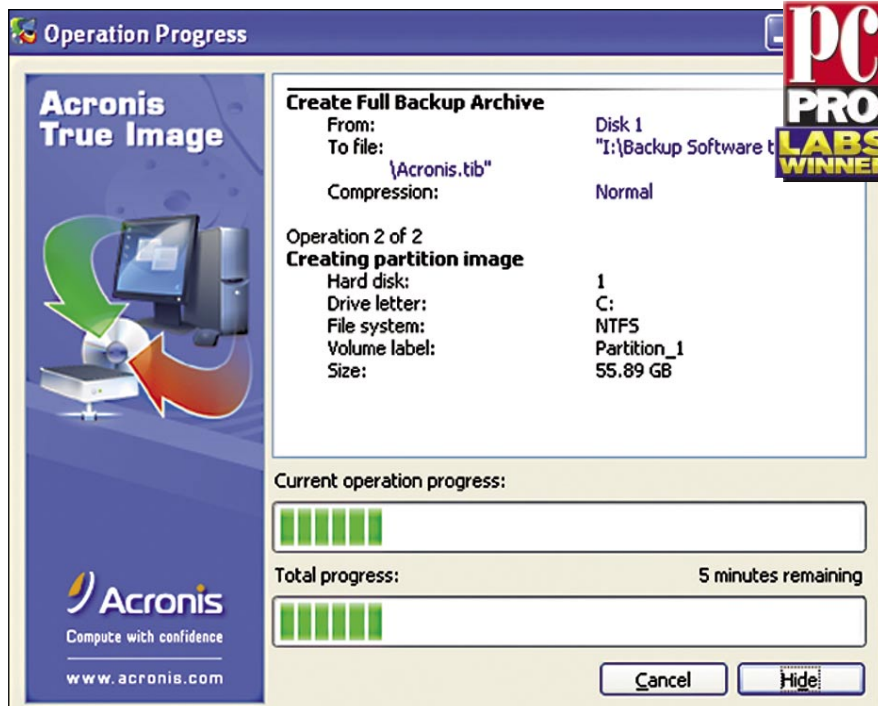 Operation Progress
PC
PRO
LABS
WINNER
Acronis
True Image
Create Full Backup Archive
From: Disk 1
To file: "I:\Backup Software
\Acronis.tib"
Compression: Normal
Operation 2 of 2
Creating partition image
Hard disk: 1
Drive letter: C:
File system: NTFS
Volume label: Partition_1
Size: 55.89 GB
Current operation progress:
Total progress: 5 minutes remaining
Acronis
Compute with confidence
www.acronis.com
Cancel
Hide